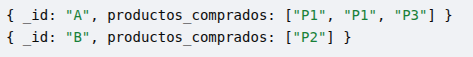 { _id: "A", productos_comprados: ["P1", "P1", "P3"] }
{ _id: "B", productos_comprados: ["P2"] }